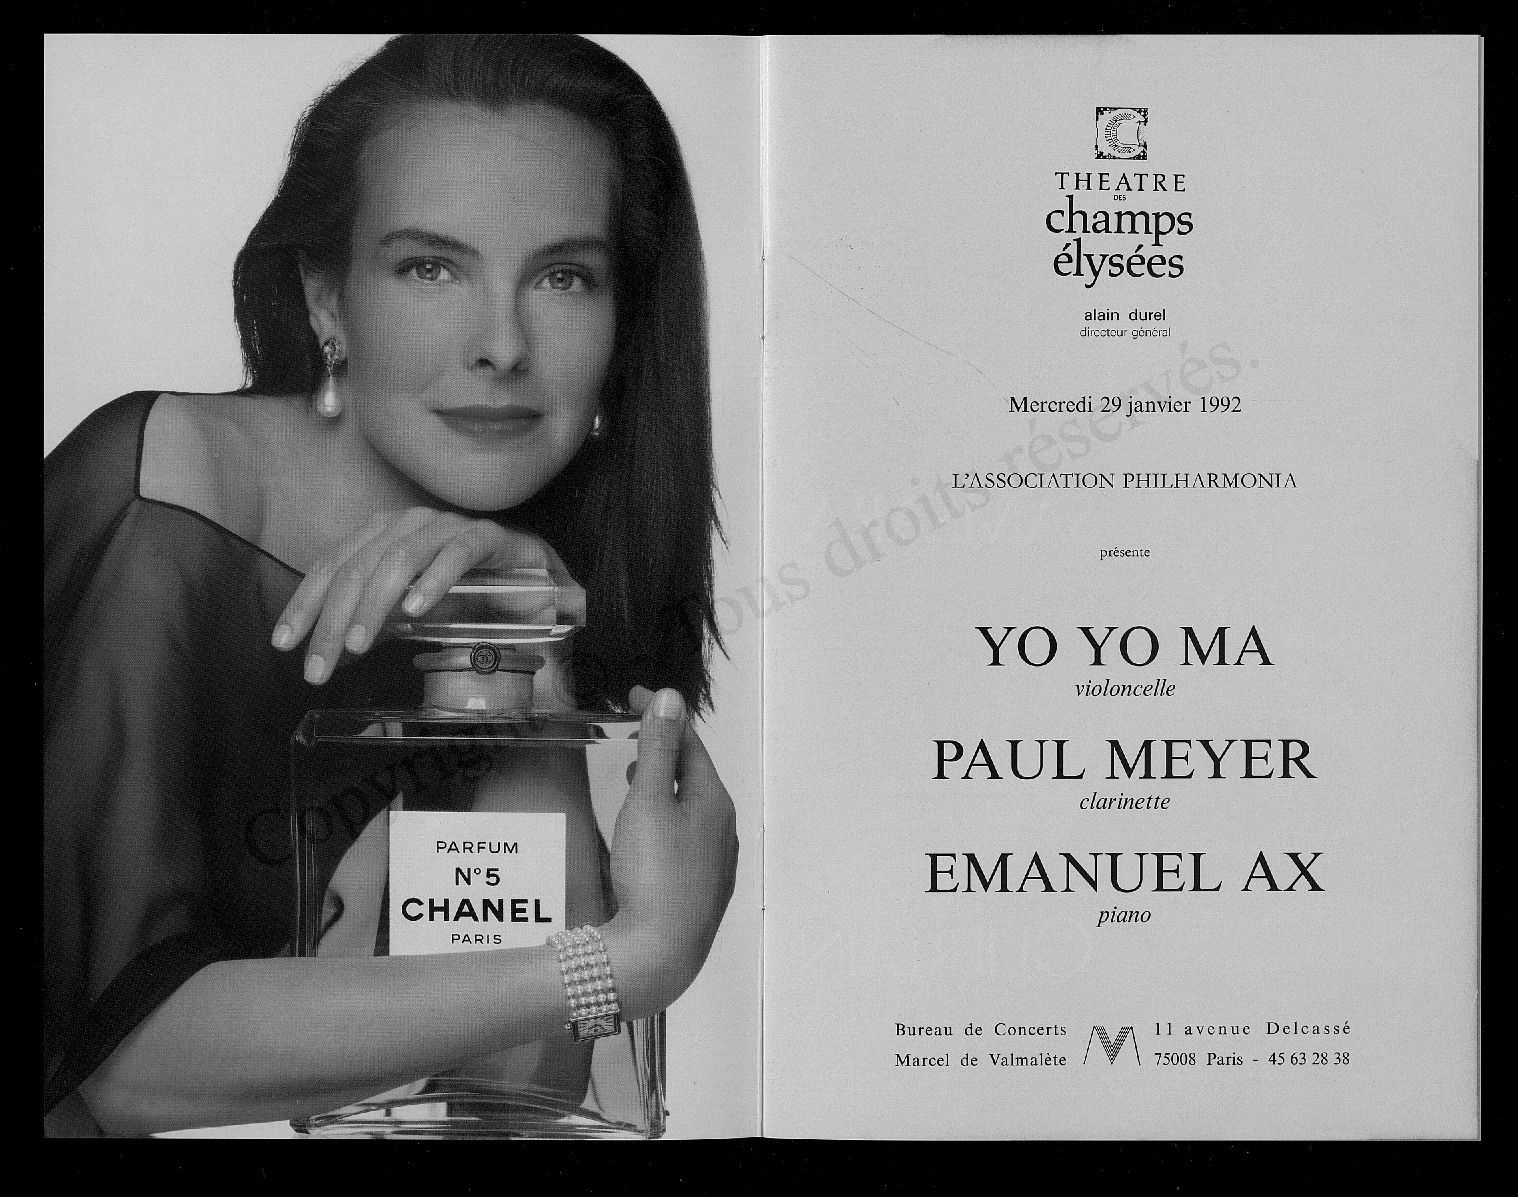 PARFUM
N°5
CHANEL
PARIS
THEATRE
DES
champs
élysées
alain durel
directeur général
Mercredi 29 janvier 1992
L'ASSOCIATION PHILHARMONIA
présente
YO YO MA
violoncelle
PAUL MEYER
clarinette
EMANUEL AX
piano
Bureau de Concerts
Marcel de Valmalète
11 avenue Delcassé
75008 Paris - 45 63 28 38
Copyright Tous droits réservés.